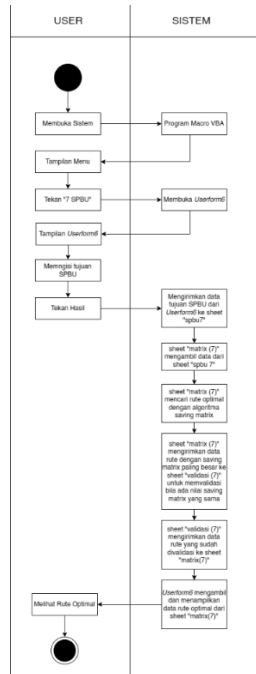 USER
SISTEM
Membuka Sistem
Program Macro VBA
Tampilan Menu
Tekan "7 SPBU"
Membuka Userform6
Tampilan Userform6
Memngisi tujuan
SPBU
Tekan Hasil
Mengirimkan data
tujuan SPBU dari
Userform6 ke sheet
"spbu7"
sheet "matrix (7)"
mengambil data dari
sheet "spbu 7"
sheet "matrix (7)"
mencari rute optimal
dengan algoritma
saving matrix
sheet "matrix (7)"
mengirimkan data
rute dengan saving
matrix paling besar ke
sheet "validasi (7)"
untuk memvalidasi
bila ada nilai saving
matrix yang sama
sheet "validasi (7)"
mengirimkan data
rute yang sudah
divalidasi ke sheet
"matrix(7)"
Userform6 mengambil
dan menampilkan
data rute optimal dari
sheet "matrix(7)"
Melihat Rute Optimal